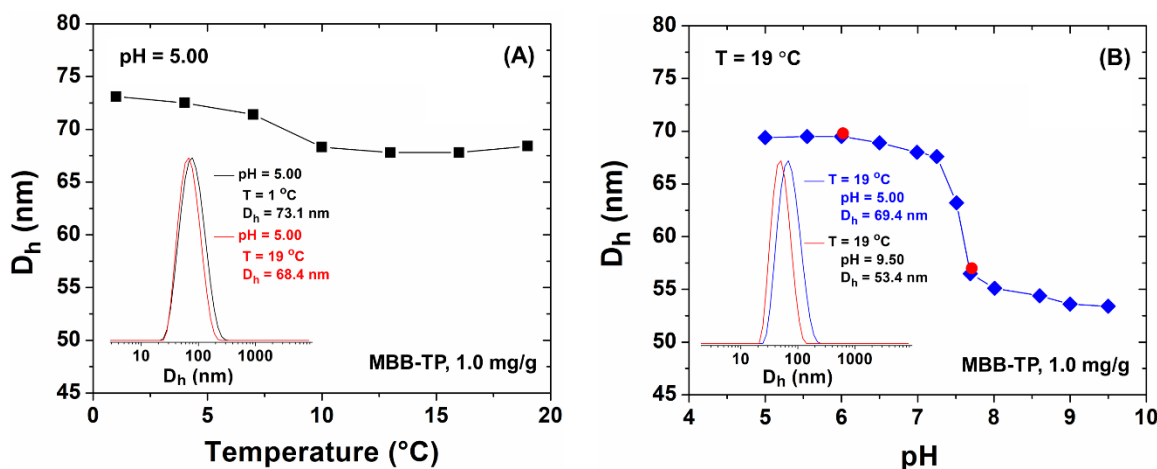 pH = 5.00
(A)
80
75
70
65
60
55
50
45
D_h (nm)
pH = 5.00
T = 1 °C
D_h = 73.1 nm
pH = 5.00
T = 19 °C
D_h = 68.4 nm
10 100 1000
D_h (nm)
MBB-TP, 1.0 mg/g
0 5 10 15 20
Temperature (°C)
T = 19 °C
(B)
80
75
70
65
60
55
50
45
D_h (nm)
T = 19 °C
pH = 5.00
D_h = 69.4 nm
T = 19 °C
pH = 9.50
D_h = 53.4 nm
10 100 1000
D_h (nm)
MBB-TP, 1.0 mg/g
4 5 6 7 8 9 10
pH